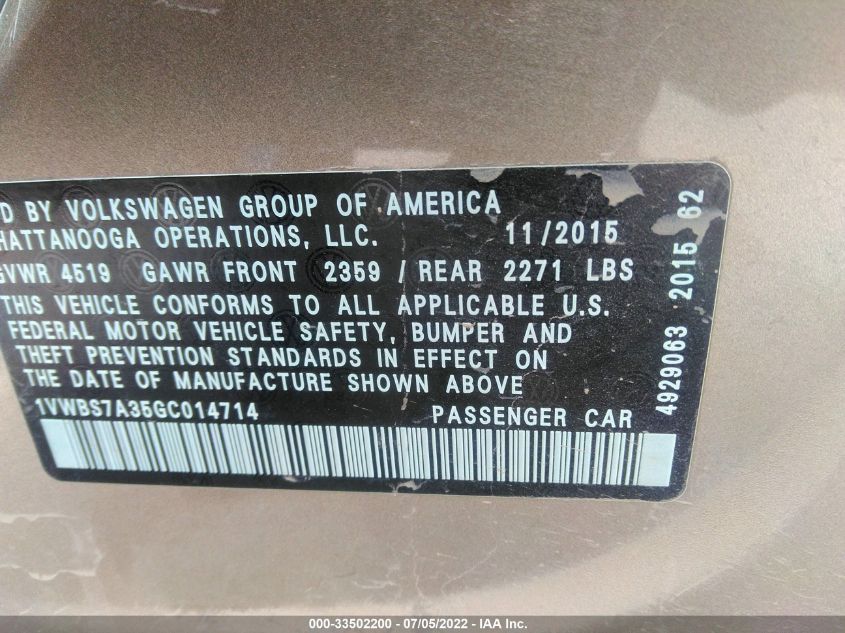 D BY VOLKSWAGEN GROUP OF AMERICA
HATTANOOGA OPERATIONS, LLC. 11/2015
GVWR 4519 GAWR FRONT 2359 / REAR 2271 LBS
THIS VEHICLE CONFORMS TO ALL APPLICABLE U.S.
FEDERAL MOTOR VEHICLE SAFETY, BUMPER AND
THEFT PREVENTION STANDARDS IN EFFECT ON
THE DATE OF MANUFACTURE SHOWN ABOVE
1VWBS7A35GC014714 PASSENGER CAR
4929063 2015 62
000-33502200 - 07/05/2022 - IAA Inc.